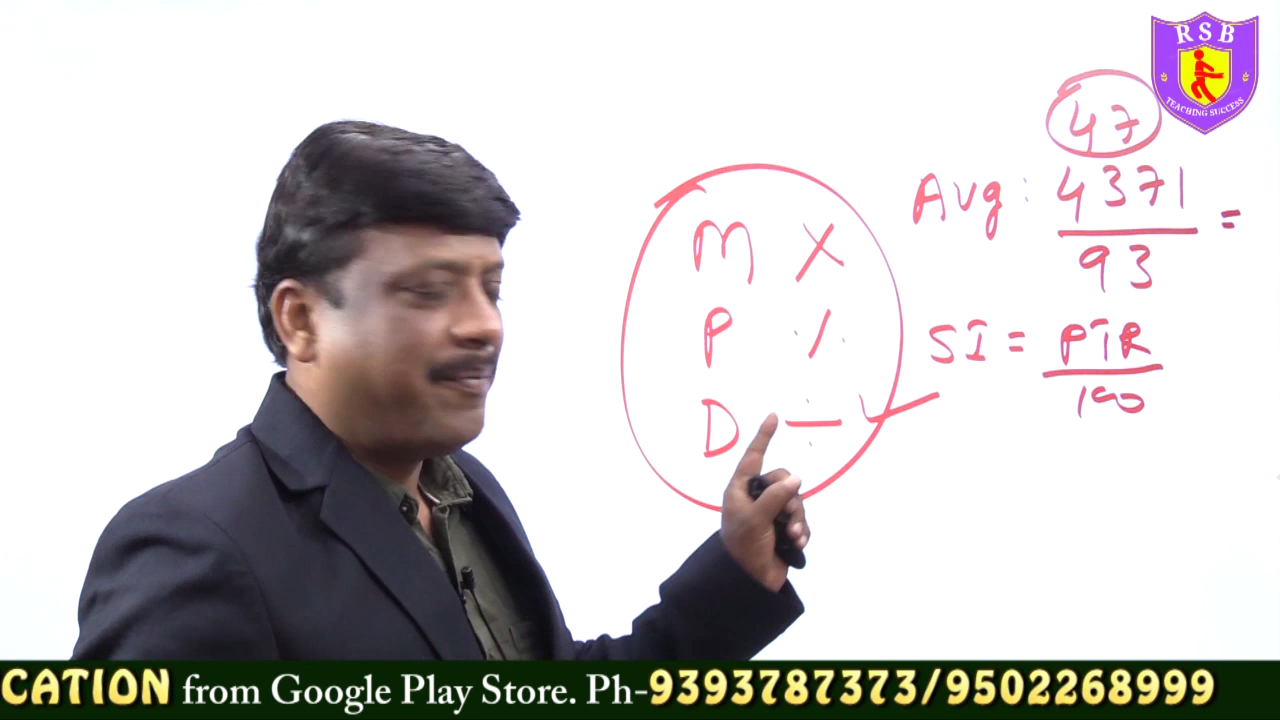 RSB
TEACHING SUCCESS
47
Avg: 4371/93 =
M ×
P %
D ÷
SI = PTR/100
CATION from Google Play Store. Ph-9393787373/9502268999